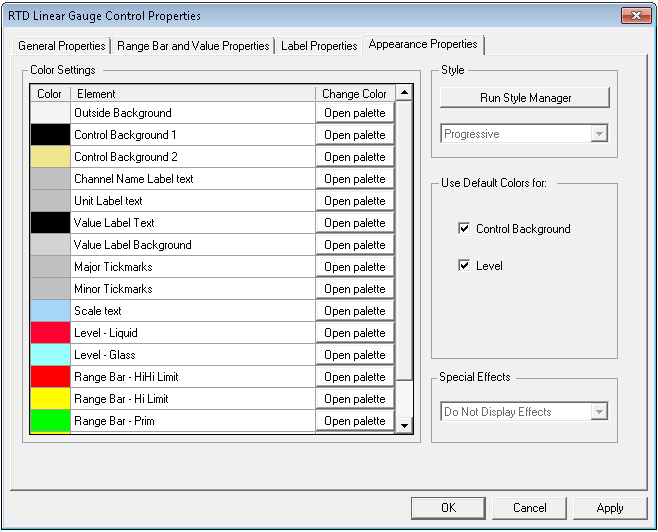 RTD Linear Gauge Control Properties
General Properties Range Bar and Value Properties Label Properties Appearance Properties
Color Settings
Color Element Change Color
Outside Background Open palette
Control Background 1 Open palette
Control Background 2 Open palette
Channel Name Label text Open palette
Unit Label text Open palette
Value Label Text Open palette
Value Label Background Open palette
Major Tickmarks Open palette
Minor Tickmarks Open palette
Scale text Open palette
Level - Liquid Open palette
Level - Glass Open palette
Range Bar - HiHi Limit Open palette
Range Bar - Hi Limit Open palette
Range Bar - Prim Open palette
Style
Run Style Manager
Progressive
Use Default Colors for:
Control Background
Level
Special Effects
Do Not Display Effects
OK Cancel Apply